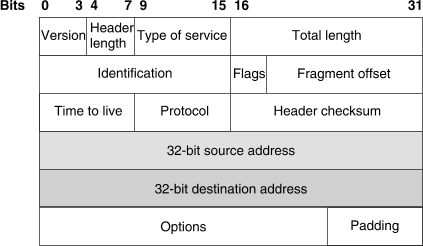 Bits 0 3 4 7 9 15 16 31
Version Header length Type of service Total length
Identification Flags Fragment offset
Time to live Protocol Header checksum
32-bit source address
32-bit destination address
Options Padding